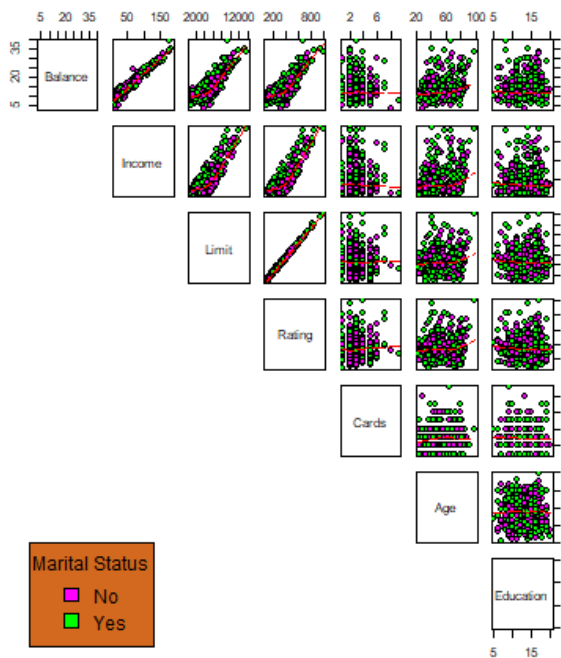 5 15 25 35
50 150
2000 12000
200 800
2 6
20 60 100
5 15
5 20 35
Balance
Income
Limit
Rating
Cards
Age
Education
Marital Status
No
Yes
5 15